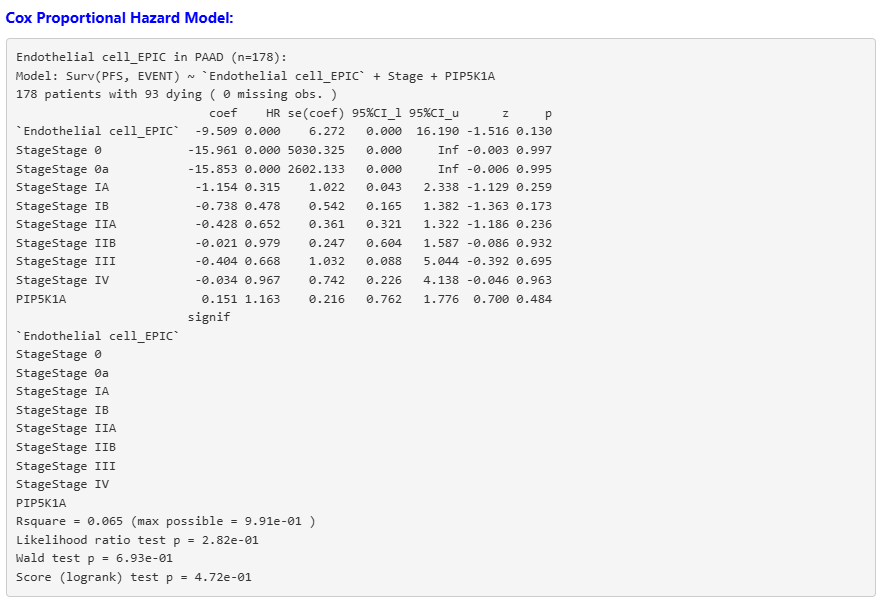 Cox Proportional Hazard Model:
Endothelial cell_EPIC in PAAD (n=178):
Model: Surv(PFS, EVENT) ~ `Endothelial cell_EPIC` + Stage + PIP5K1A
178 patients with 93 dying ( 0 missing obs. )
coef HR se(coef) 95%CI_l 95%CI_u z p
`Endothelial cell_EPIC` -9.509 0.000 6.272 0.000 16.190 -1.516 0.130
StageStage 0 -15.961 0.000 5030.325 0.000 Inf -0.003 0.997
StageStage 0a -15.853 0.000 2602.133 0.000 Inf -0.006 0.995
StageStage IA -1.154 0.315 1.022 0.043 2.338 -1.129 0.259
StageStage IB -0.738 0.478 0.542 0.165 1.382 -1.363 0.173
StageStage IIA -0.428 0.652 0.361 0.321 1.322 -1.186 0.236
StageStage IIB -0.021 0.979 0.247 0.604 1.587 -0.086 0.932
StageStage III -0.404 0.668 1.032 0.088 5.044 -0.392 0.695
StageStage IV -0.034 0.967 0.742 0.226 4.138 -0.046 0.963
PIP5K1A 0.151 1.163 0.216 0.762 1.776 0.700 0.484
signif
`Endothelial cell_EPIC`
StageStage 0
StageStage 0a
StageStage IA
StageStage IB
StageStage IIA
StageStage IIB
StageStage III
StageStage IV
PIP5K1A
Rsquare = 0.065 (max possible = 9.91e-01 )
Likelihood ratio test p = 2.82e-01
Wald test p = 6.93e-01
Score (logrank) test p = 4.72e-01